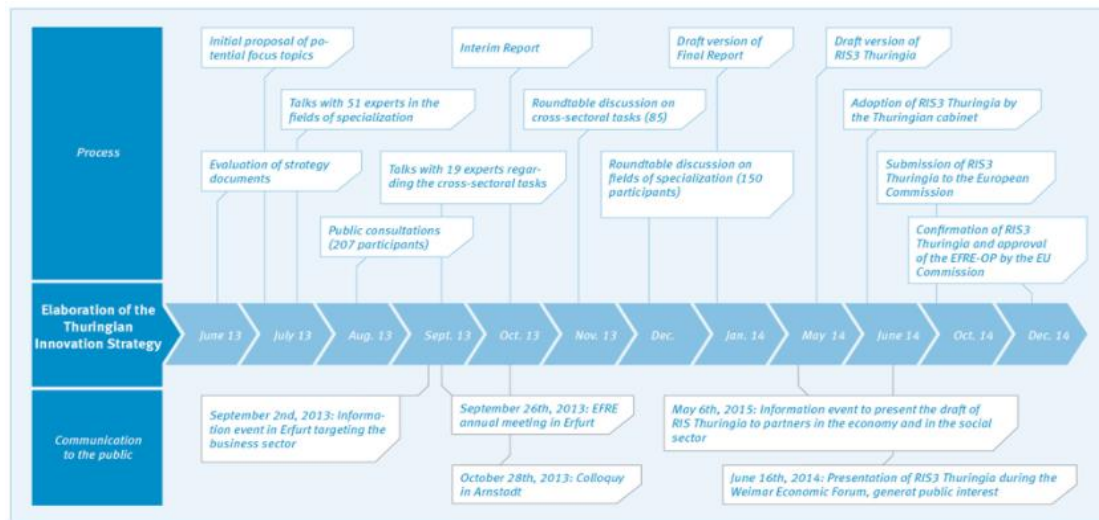 Initial proposal of po-
tential focus topics
Interim Report
Draft version of
Final Report
Draft version of
RIS3 Thuringia
Talks with 51 experts in the
fields of specialization
Roundtable discussion on
cross-sectoral tasks (85)
Adoption of RIS3 Thuringia by
the Thuringian cabinet
Process
Evaluation of strategy
documents
Talks with 19 experts regar-
ding the cross-sectoral tasks
Roundtable discussion on
fields of specialization (150
participants)
Submission of RIS3
Thuringia to the European
Commission
Public consultations
(207 participants)
Confirmation of RIS3
Thuringia and approval
of the EFRE-OP by the EU
Commission
Elaboration of the
Thuringian
Innovation Strategy
June 13
July 13
Aug. 13
Sept. 13
Oct. 13
Nov. 13
Dec.
Jan. 14
May 14
June 14
Oct. 14
Dec. 14
Communication
to the public
September 2nd, 2013: Informa-
tion event in Erfurt targeting the
business sector
September 26th, 2013: EFRE
annual meeting in Erfurt
May 6th, 2015: Information event to present the draft of
RIS Thuringia to partners in the economy and in the social
sector
October 28th, 2013: Colloquy
in Arnstadt
June 16th, 2014: Presentation of RIS3 Thuringia during the
Weimar Economic Forum, generat public interest